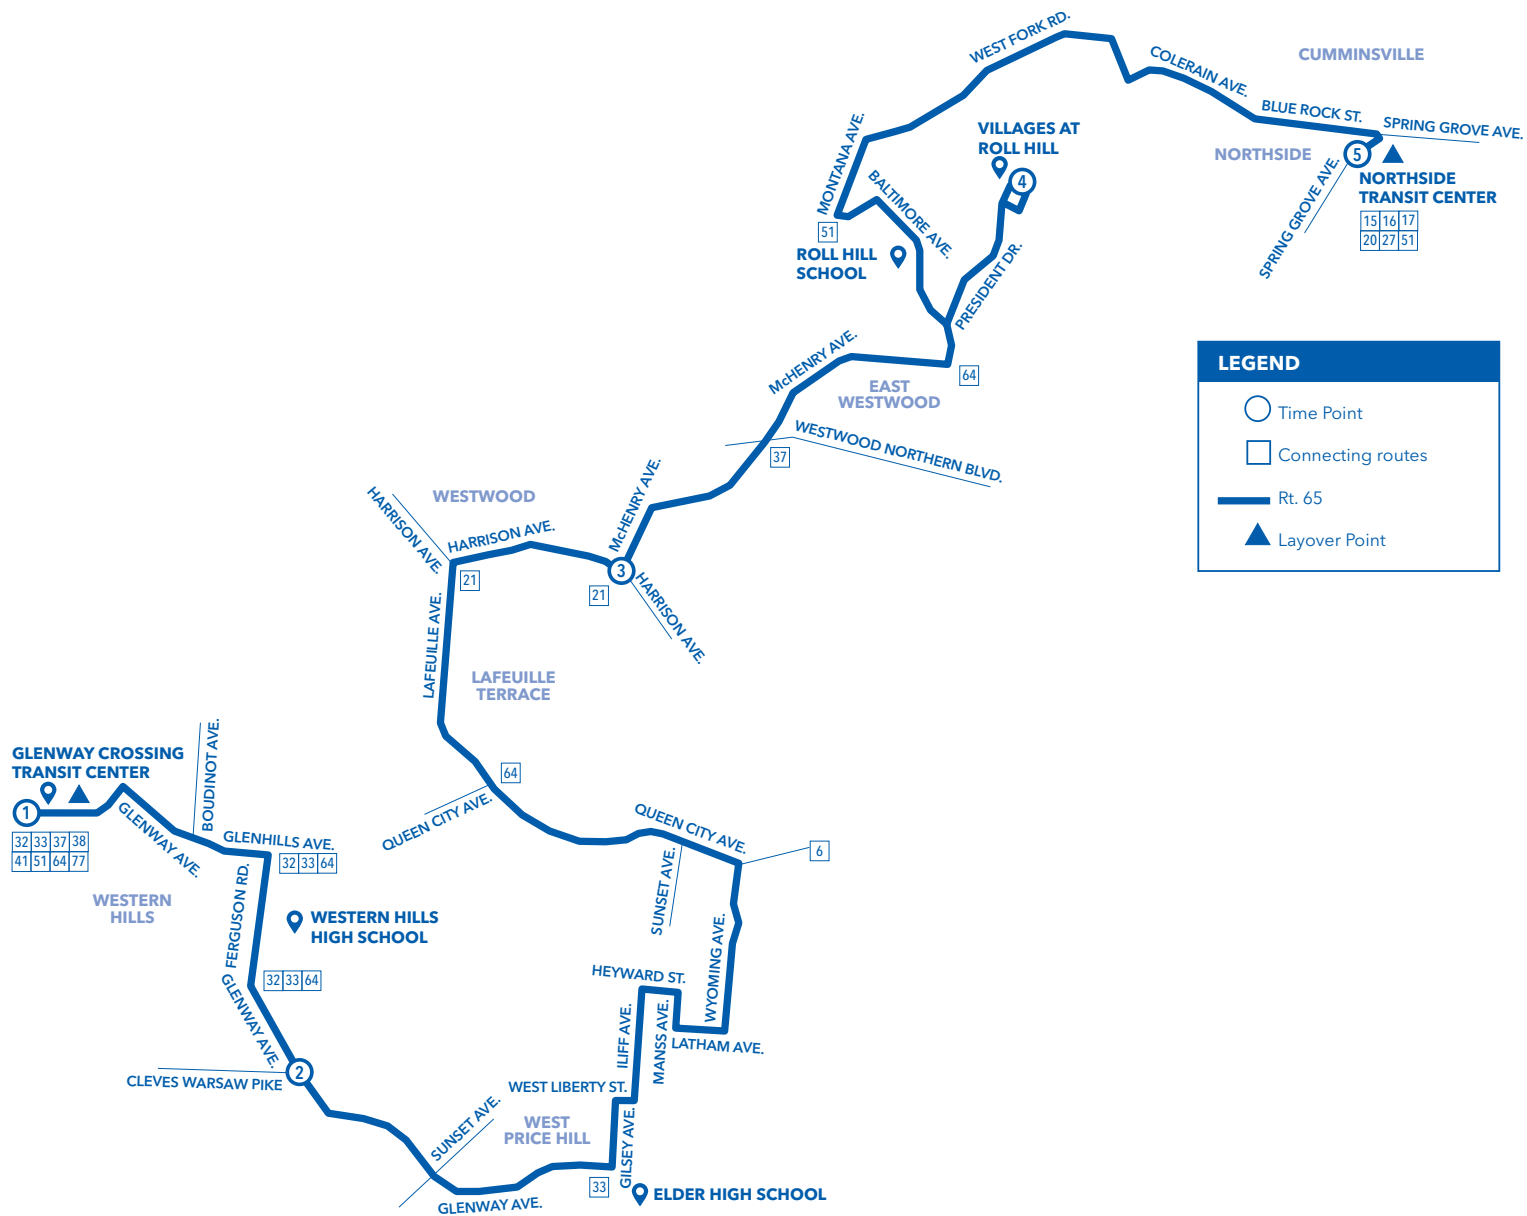 WEST FORK RD.
COLERAIN AVE.
CUMMINSVILLE
BLUE ROCK ST.
SPRING GROVE AVE.
NORTHSIDE
5
SPRING GROVE AVE.
NORTHSIDE
TRANSIT CENTER
15 16 17
20 27 51
VILLAGES AT
ROLL HILL
4
MONTANA AVE.
BALTIMORE AVE.
51
ROLL HILL
SCHOOL
PRESIDENT DR.
McHENRY AVE.
64
EAST
WESTWOOD
WESTWOOD NORTHERN BLVD.
37
LEGEND
Time Point
Connecting routes
Rt. 65
Layover Point
McHENRY AVE.
WESTWOOD
HARRISON AVE.
HARRISON AVE.
21
3
21
HARRISON AVE.
LAFEUILLE AVE.
LAFEUILLE
TERRACE
64
QUEEN CITY AVE.
QUEEN CITY AVE.
6
SUNSET AVE.
GLENWAY CROSSING
TRANSIT CENTER
1
32 33 37 38
41 51 64 77
GLENWAY AVE.
BOUDINOT AVE.
GLENHILLS AVE.
32 33 64
WESTERN
HILLS
FERGUSON RD.
WESTERN HILLS
HIGH SCHOOL
32 33 64
GLENWAY AVE.
2
CLEVES WARSAW PIKE
WYOMING AVE.
HEYWARD ST.
ILIFF AVE.
MANSS AVE.
LATHAM AVE.
WEST LIBERTY ST.
SUNSET AVE.
WEST
PRICE HILL
GILSEY AVE.
33
ELDER HIGH SCHOOL
GLENWAY AVE.